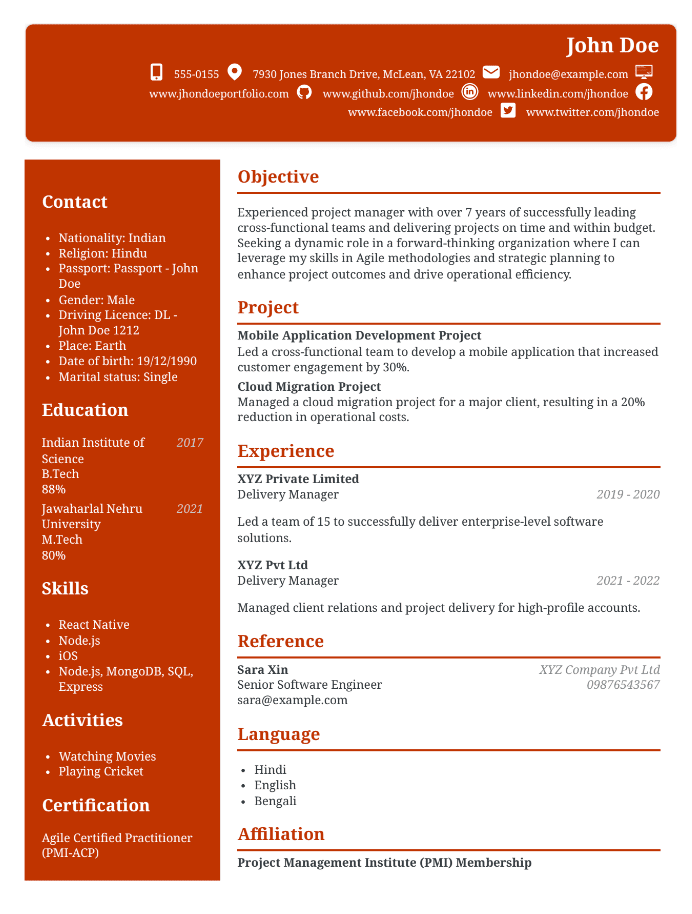 John Doe
555-0155 7930 Jones Branch Drive, McLean, VA 22102 jhondoe@example.com
www.jhondoeportfolio.com www.github.com/jhondoe www.linkedin.com/jhondoe
www.facebook.com/jhondoe www.twitter.com/jhondoe
Contact
• Nationality: Indian
• Religion: Hindu
• Passport: Passport - John
Doe
• Gender: Male
• Driving Licence: DL -
John Doe 1212
• Place: Earth
• Date of birth: 19/12/1990
• Marital status: Single
Education
Indian Institute of 2017
Science
B.Tech
88%
Jawaharlal Nehru 2021
University
M.Tech
80%
Skills
• React Native
• Node.js
• iOS
• Node.js, MongoDB, SQL,
Express
Activities
• Watching Movies
• Playing Cricket
Certification
Agile Certified Practitioner
(PMI-ACP)
Objective
Experienced project manager with over 7 years of successfully leading
cross-functional teams and delivering projects on time and within budget.
Seeking a dynamic role in a forward-thinking organization where I can
leverage my skills in Agile methodologies and strategic planning to
enhance project outcomes and drive operational efficiency.
Project
Mobile Application Development Project
Led a cross-functional team to develop a mobile application that increased
customer engagement by 30%.
Cloud Migration Project
Managed a cloud migration project for a major client, resulting in a 20%
reduction in operational costs.
Experience
XYZ Private Limited
Delivery Manager 2019 - 2020
Led a team of 15 to successfully deliver enterprise-level software
solutions.
XYZ Pvt Ltd
Delivery Manager 2021 - 2022
Managed client relations and project delivery for high-profile accounts.
Reference
Sara Xin XYZ Company Pvt Ltd
Senior Software Engineer 09876543567
sara@example.com
Language
• Hindi
• English
• Bengali
Affiliation
Project Management Institute (PMI) Membership